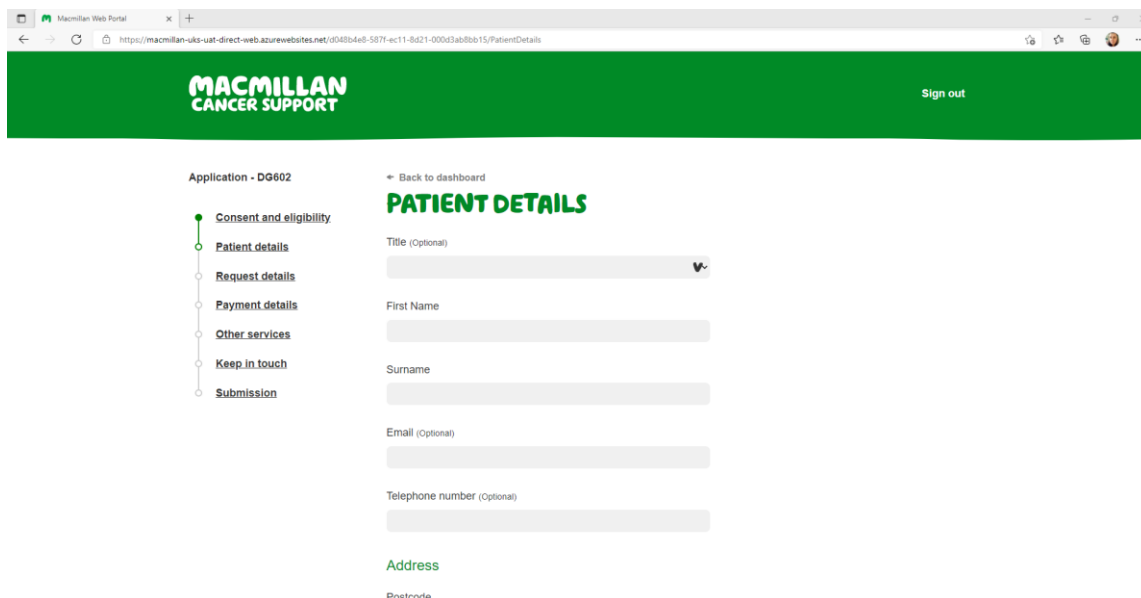 Macmillan Web Portal
https://macmillan-uks-uat-direct-web.azurewebsites.net/d048b4e8-587f-ec11-8d21-000d3ab8bb15/PatientDetails
MACMILLAN
CANCER SUPPORT
Sign out
Application - DG602
Consent and eligibility
Patient details
Request details
Payment details
Other services
Keep in touch
Submission
Back to dashboard
PATIENT DETAILS
Title (Optional)
First Name
Surname
Email (Optional)
Telephone number (Optional)
Address
Postcode